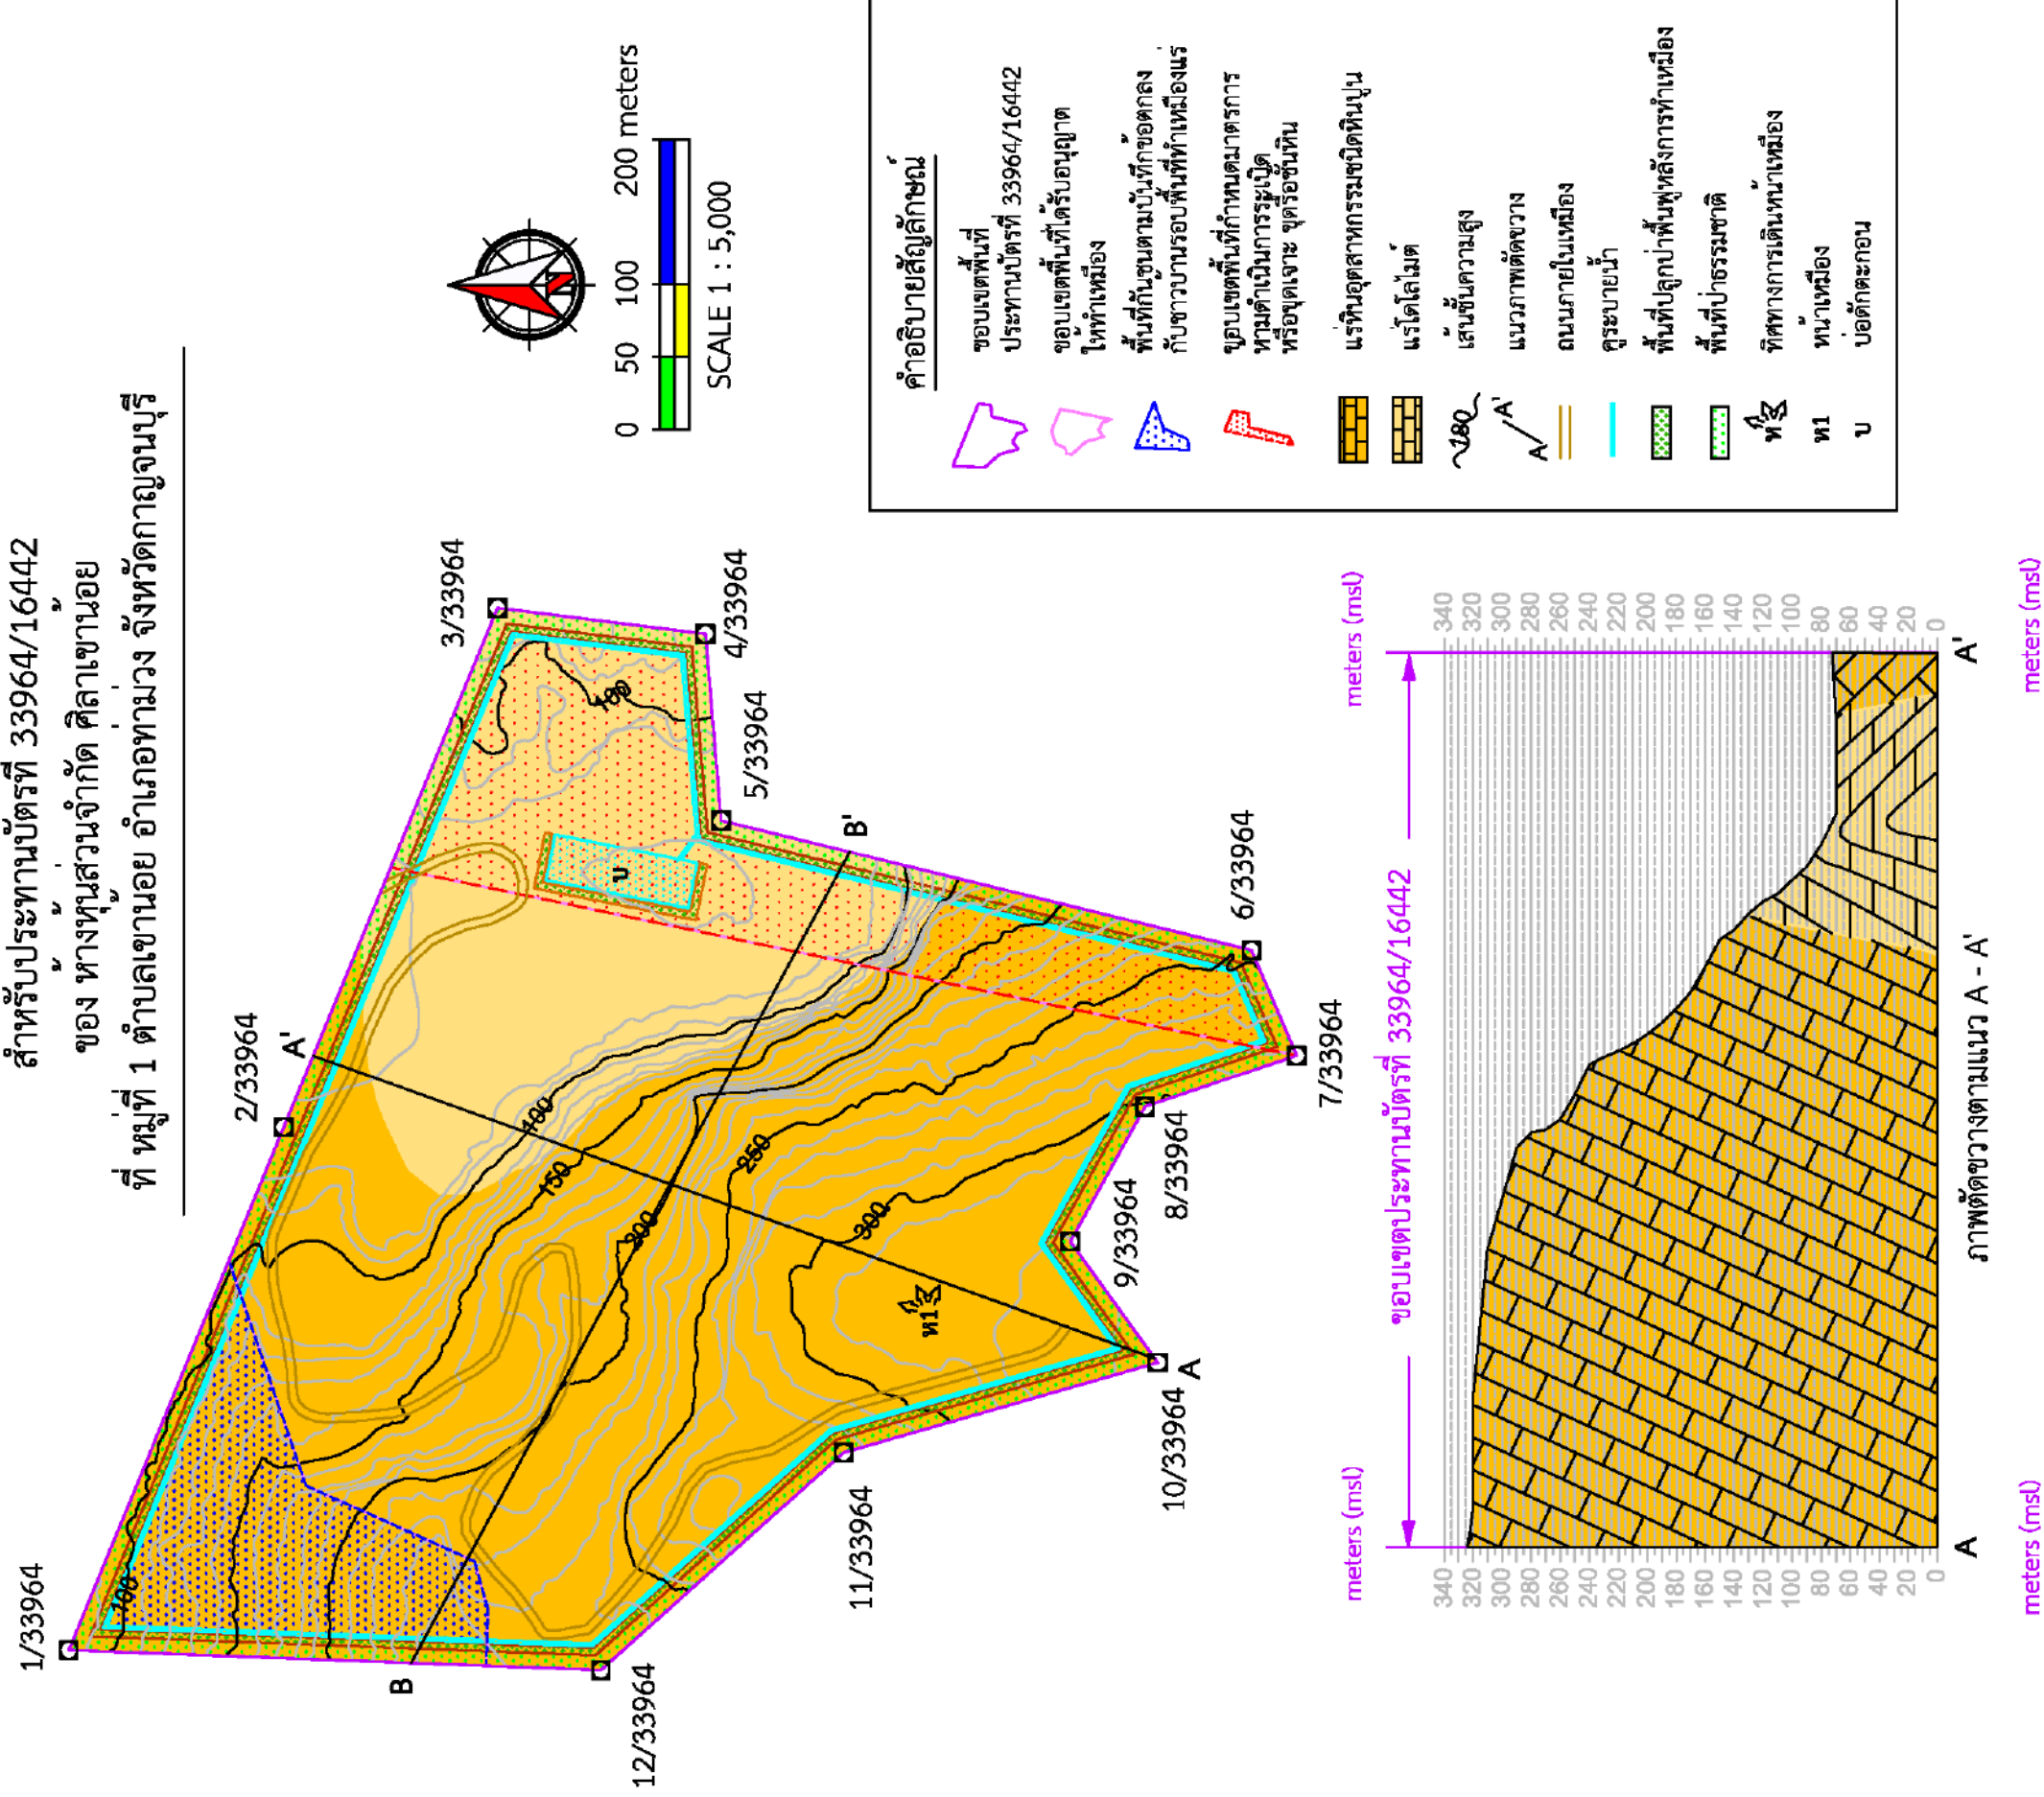 สำหรับประทานบัตรที่ 33964/16442
ของ ห้างหุ้นส่วนจำกัด ศิลาเขาน้อย
ที่ หมู่ที่ 1 ตำบลเขาน้อย อำเภอท่าม่วง จังหวัดกาญจนบุรี
0 50 100 200 meters
SCALE 1 : 5,000
1/33964
2/33964
3/33964
4/33964
5/33964
6/33964
7/33964
8/33964
9/33964
10/33964
11/33964
12/33964
A
A'
B
B'
100
100
150
200
250
300
100
ห1
บ
คำอธิบายสัญลักษณ์
ขอบเขตพื้นที่
ประทานบัตรที่ 33964/16442
ขอบเขตพื้นที่ได้รับอนุญาต
ให้ทำเหมือง
พื้นที่กันชนตามบันทึกข้อตกลง
กับชาวบ้านรอบพื้นที่ทำเหมืองแร่
ขอบเขตพื้นที่กำหนดมาตรการ
ห้ามดำเนินการระเบิด
หรือขุดเจาะ ขุดรื้อชั้นหิน
แร่หินอุตสาหกรรมชนิดหินปูน
แร่โดโลไมต์
180 เส้นชั้นความสูง
A A' แนวภาพตัดขวาง
ถนนภายในเหมือง
คูระบายน้ำ
พื้นที่ปลูกป่าฟื้นฟูหลังการทำเหมือง
พื้นที่ป่าธรรมชาติ
ห ทิศทางการเดินหน้าเหมือง
ห1 หน้าเหมือง
บ บ่อดักตะกอน
meters (msl) meters (msl)
ขอบเขตประทานบัตรที่ 33964/16442
340 340
320 320
300 300
280 280
260 260
240 240
220 220
200 200
180 180
160 160
140 140
120 120
100 100
80 80
60 60
40 40
20 20
0 0
A A'
ภาพตัดขวางตามแนว A - A'
meters (msl) meters (msl)